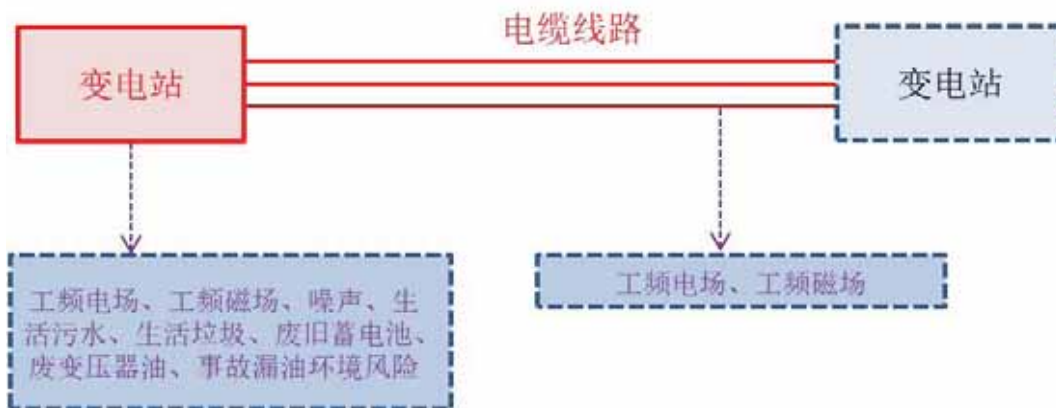 电缆线路
变电站
变电站
工频电场、工频磁场、噪声、生
活污水、生活垃圾、废旧蓄电池、
废变压器油、事故漏油环境风险
工频电场、工频磁场